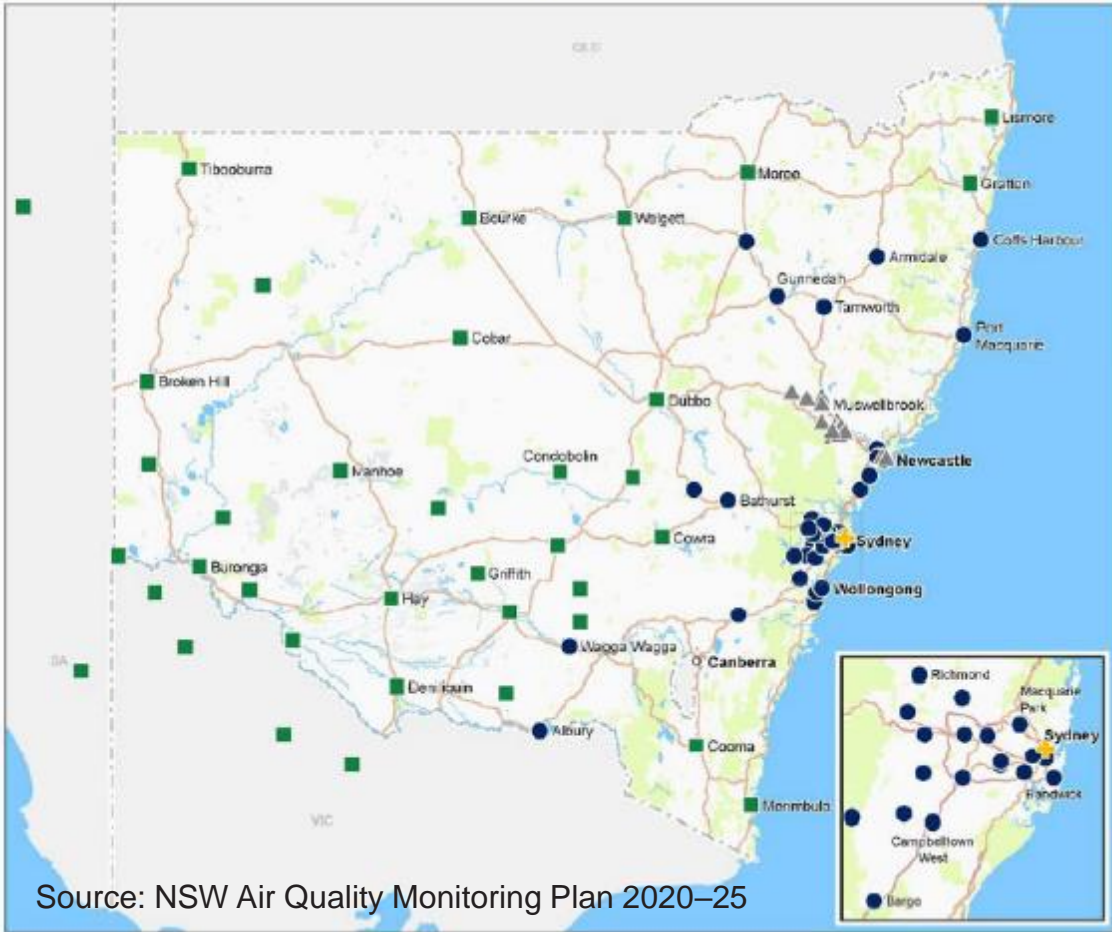 QLD
Lismore
Tibooburra
Moree
Grafton
Bourke
Walgett
Coffs Harbour
Armidale
Gunnedah
Tamworth
Cobar
Port
Macquarie
Broken Hill
Dubbo
Muswellbrook
Condobolin
Ivanhoe
Newcastle
Bathurst
Cowra
Sydney
Buronga
Griffith
Hay
Wollongong
Wagga Wagga
SA
Canberra
Deniliquin
Albury
Cooma
Merimbula
VIC
Richmond
Macquarie
Park
Sydney
Randwick
Campbelltown
West
Bargo
Source: NSW Air Quality Monitoring Plan 2020–25